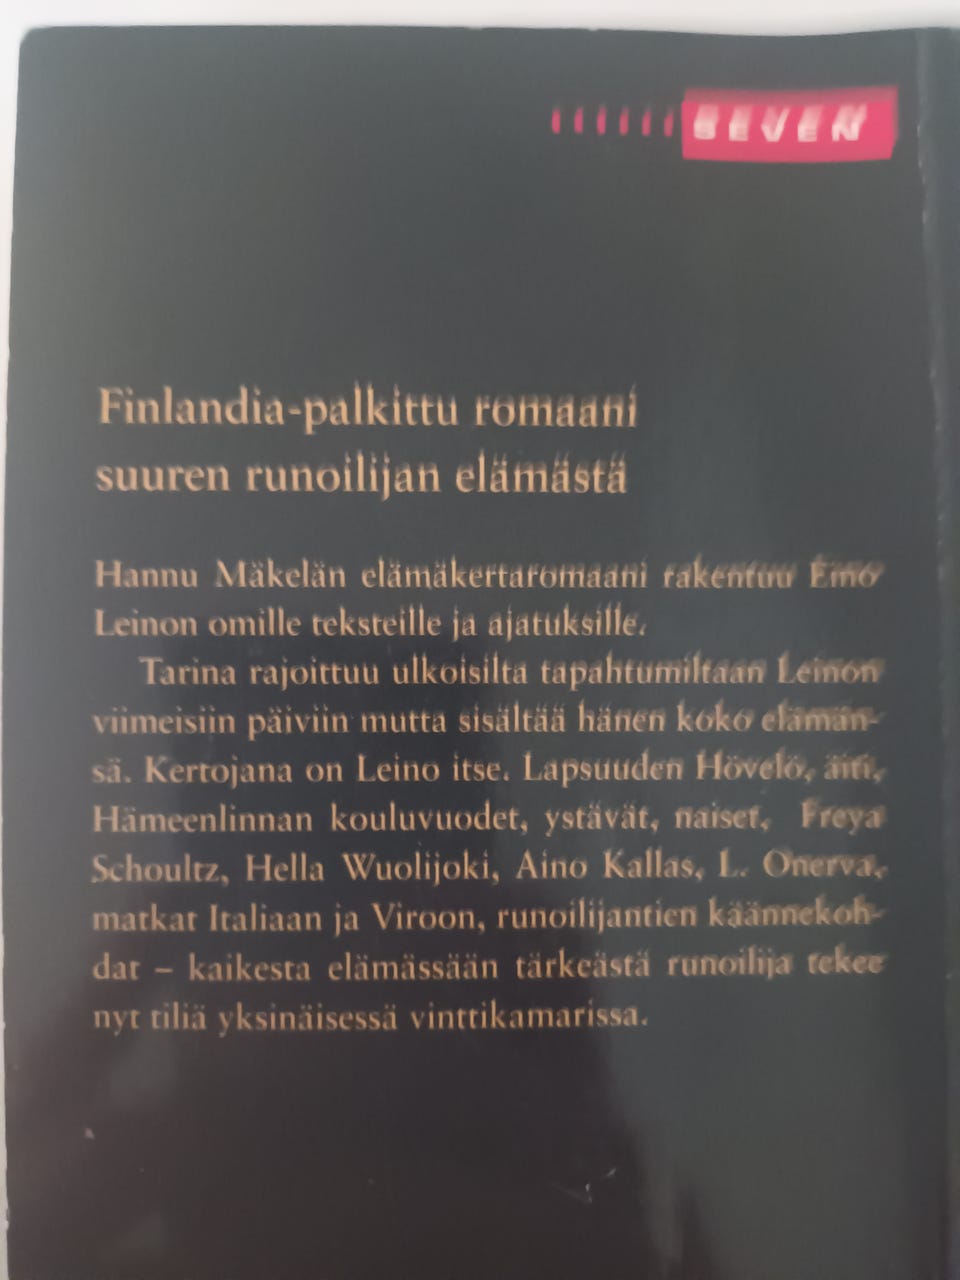 SEVEN
Finlandia-palkittu romaani
suuren runoilijan elämästä
Hannu Mäkelän elämäkertaromaani rakentuu Eino
Leinon omille teksteille ja ajatuksille.
Tarina rajoittuu ulkoisilta tapahtumiltaan Leinon
viimeisiin päiviin mutta sisältää hänen koko elämän-
sä. Kertojana on Leino itse. Lapsuuden Hövelö, äiti,
Hämeenlinnan kouluvuodet, ystävät, naiset, Freya
Schoultz, Hella Wuolijoki, Aino Kallas, L. Onerva,
matkat Italiaan ja Viroon, runoilijantien käännekoh-
dat – kaikesta elämässään tärkeästä runoilija tekee
nyt tiliä yksinäisessä vinttikamarissa.